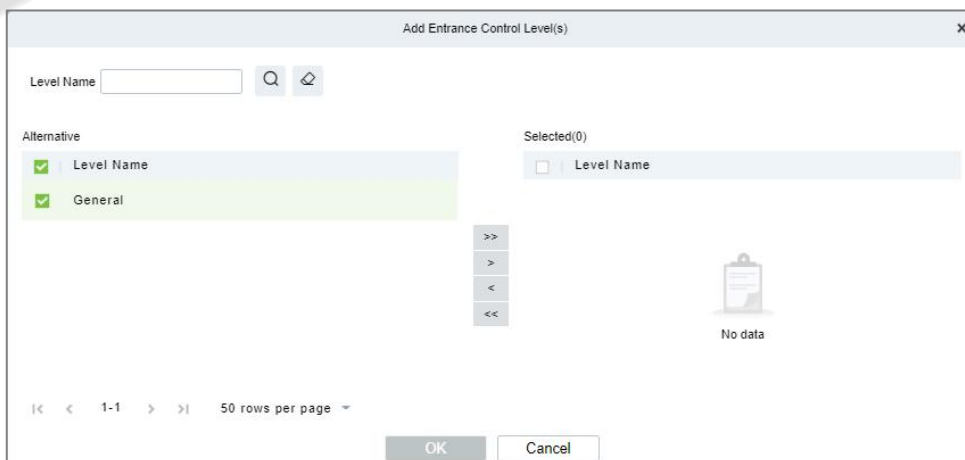 Add Entrance Control Level(s)
Level Name
Alternative
Selected(0)
Level Name
Level Name
General
>>
>
<
<<
No data
1-1
50 rows per page
OK
Cancel